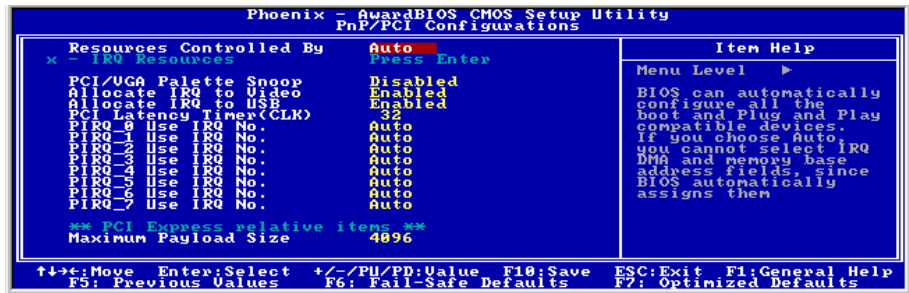 Phoenix - AwardBIOS CMOS Setup Utility
PnP/PCI Configurations
Resources Controlled By Auto
x - IRQ Resources Press Enter
PCI/VGA Palette Snoop Disabled
Allocate IRQ to Video Enabled
Allocate IRQ to USB Enabled
PCI Latency Timer(CLK) 32
PIRQ_0 Use IRQ No. Auto
PIRQ_1 Use IRQ No. Auto
PIRQ_2 Use IRQ No. Auto
PIRQ_3 Use IRQ No. Auto
PIRQ_4 Use IRQ No. Auto
PIRQ_5 Use IRQ No. Auto
PIRQ_6 Use IRQ No. Auto
PIRQ_7 Use IRQ No. Auto
** PCI Express relative items **
Maximum Payload Size 4096
Item Help
Menu Level ►
BIOS can automatically
configure all the
boot and Plug and Play
compatible devices.
If you choose Auto,
you cannot select IRQ
DMA and memory base
address fields, since
BIOS automatically
assigns them
↑↓→←:Move Enter:Select +/-/PU/PD:Value F10:Save ESC:Exit F1:General Help
F5: Previous Values F6: Fail-Safe Defaults F7: Optimized Defaults